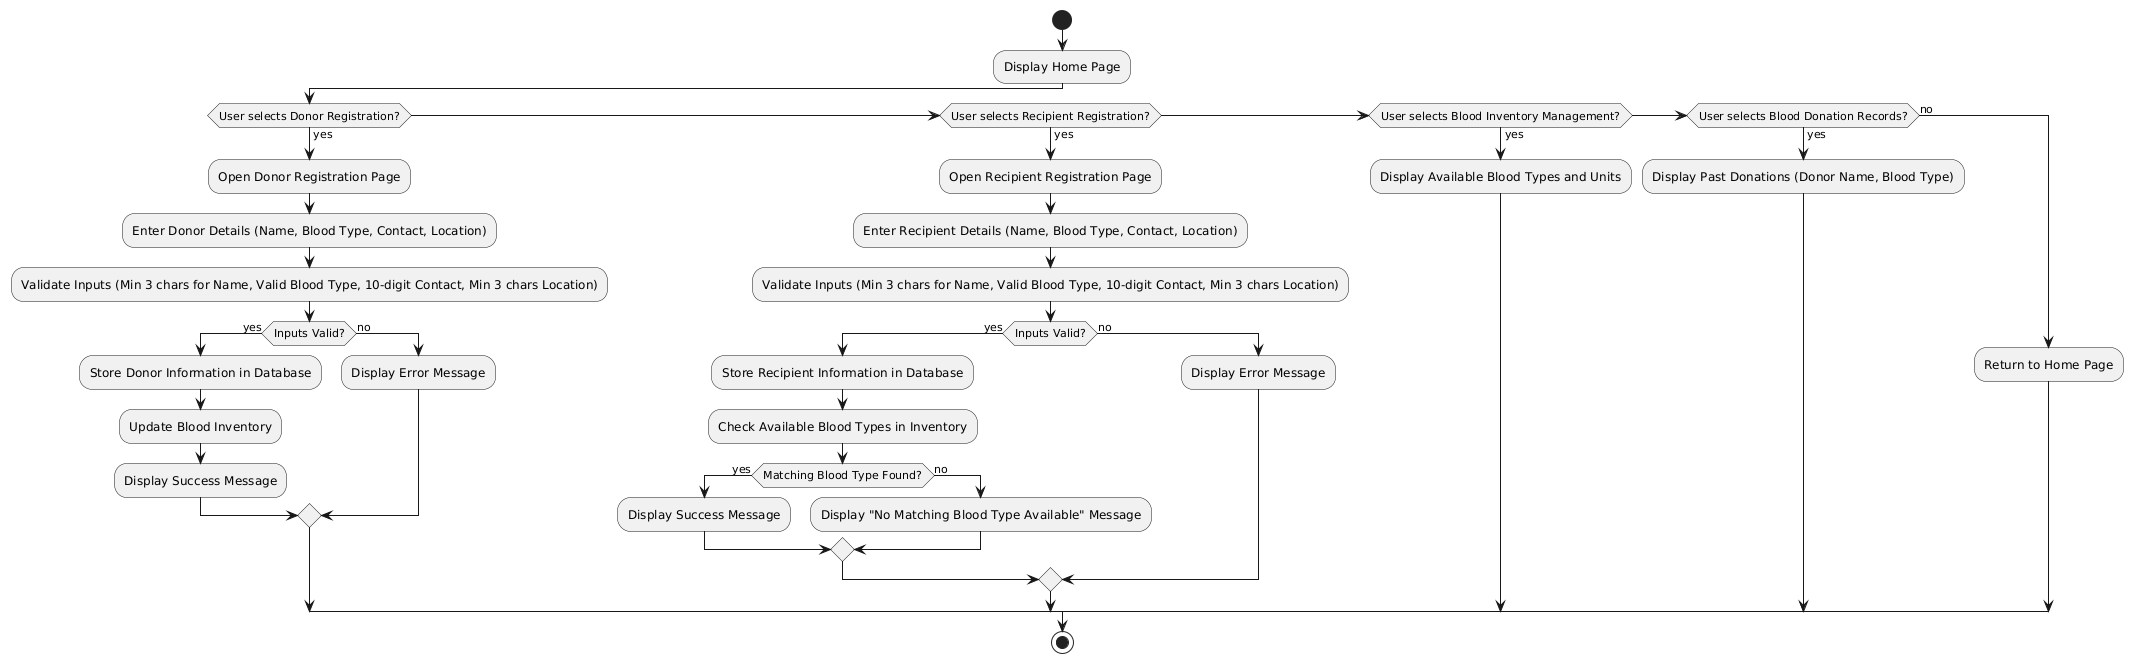 Display Home Page
User selects Donor Registration?
yes
Open Donor Registration Page
Enter Donor Details (Name, Blood Type, Contact, Location)
Validate Inputs (Min 3 chars for Name, Valid Blood Type, 10-digit Contact, Min 3 chars Location)
Inputs Valid?
yes
no
Store Donor Information in Database
Update Blood Inventory
Display Success Message
Display Error Message
User selects Recipient Registration?
yes
Open Recipient Registration Page
Enter Recipient Details (Name, Blood Type, Contact, Location)
Validate Inputs (Min 3 chars for Name, Valid Blood Type, 10-digit Contact, Min 3 chars Location)
Inputs Valid?
yes
no
Store Recipient Information in Database
Check Available Blood Types in Inventory
Matching Blood Type Found?
yes
no
Display Success Message
Display "No Matching Blood Type Available" Message
Display Error Message
User selects Blood Inventory Management?
yes
Display Available Blood Types and Units
User selects Blood Donation Records?
yes
no
Display Past Donations (Donor Name, Blood Type)
Return to Home Page